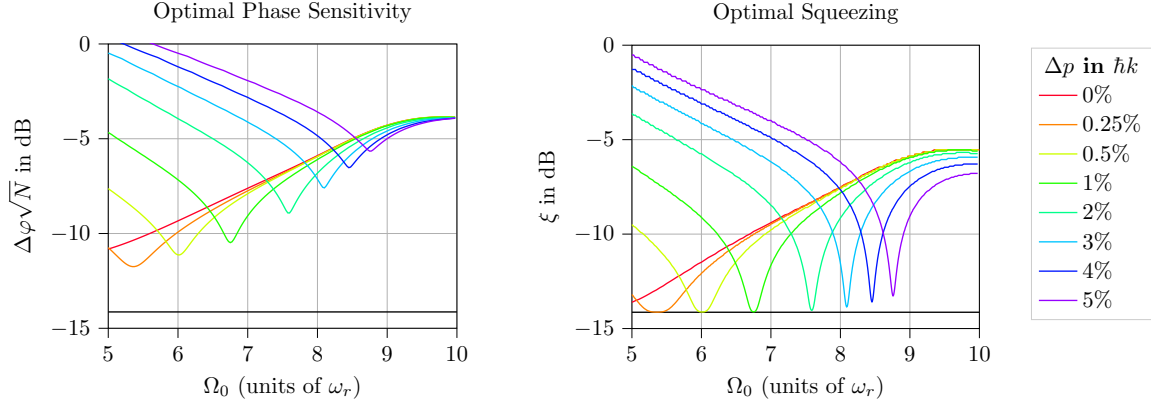 Optimal Phase Sensitivity
0
−5
−10
−15
5 6 7 8 9 10
Δφ√N in dB
Ω₀ (units of ωᵣ)
Optimal Squeezing
0
−5
−10
−15
5 6 7 8 9 10
ξ in dB
Ω₀ (units of ωᵣ)
Δp in ℏk
0%
0.25%
0.5%
1%
2%
3%
4%
5%